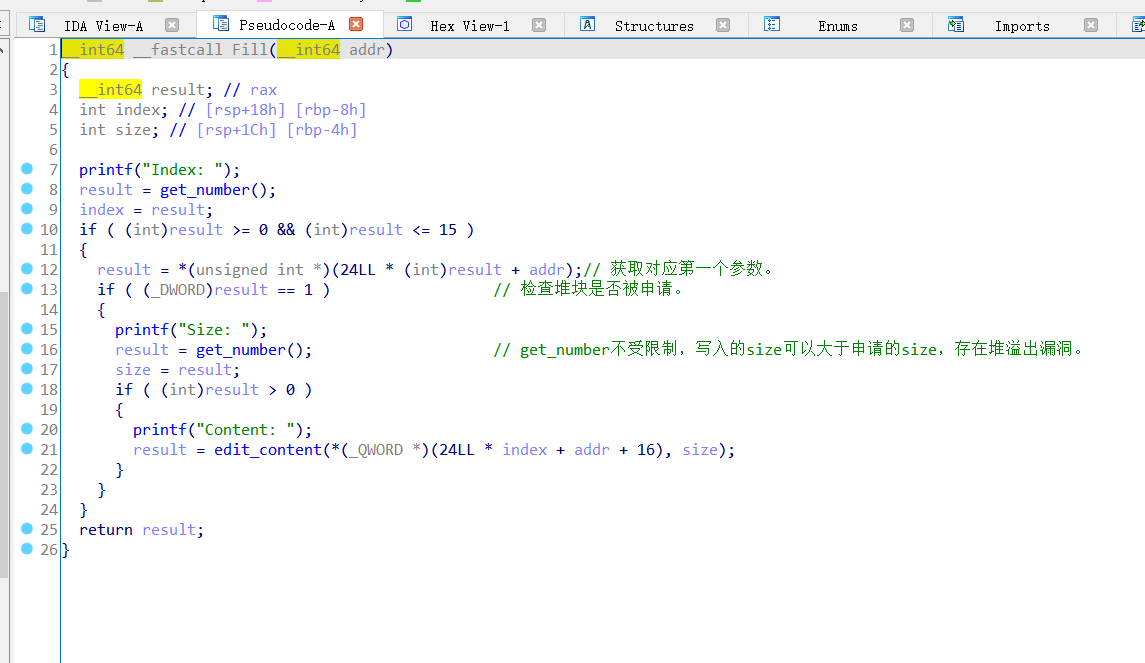 IDA View-A Pseudocode-A Hex View-1 Structures Enums Imports
1 __int64 __fastcall Fill(__int64 addr)
2 {
3 __int64 result; // rax
4 int index; // [rsp+18h] [rbp-8h]
5 int size; // [rsp+1Ch] [rbp-4h]
6
7 printf("Index: ");
8 result = get_number();
9 index = result;
10 if ( (int)result >= 0 && (int)result <= 15 )
11 {
12 result = *(unsigned int *)(24LL * (int)result + addr);// 获取对应第一个参数。
13 if ( (_DWORD)result == 1 ) // 检查堆块是否被申请。
14 {
15 printf("Size: ");
16 result = get_number(); // get_number不受限制，写入的size可以大于申请的size，存在堆溢出漏洞。
17 size = result;
18 if ( (int)result > 0 )
19 {
20 printf("Content: ");
21 result = edit_content(*(_QWORD *)(24LL * index + addr + 16), size);
22 }
23 }
24 }
25 return result;
26 }